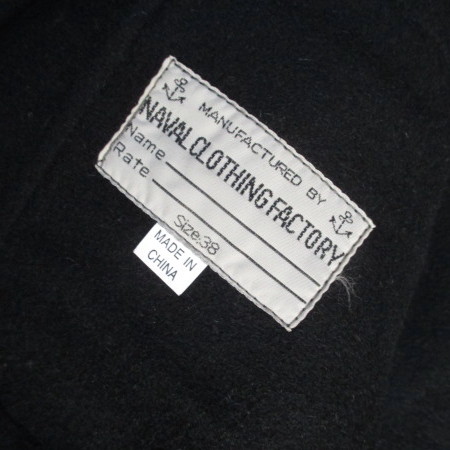 MANUFACTURED BY
NAVAL CLOTHING FACTORY
Name
Rate
Size:38
MADE IN
CHINA